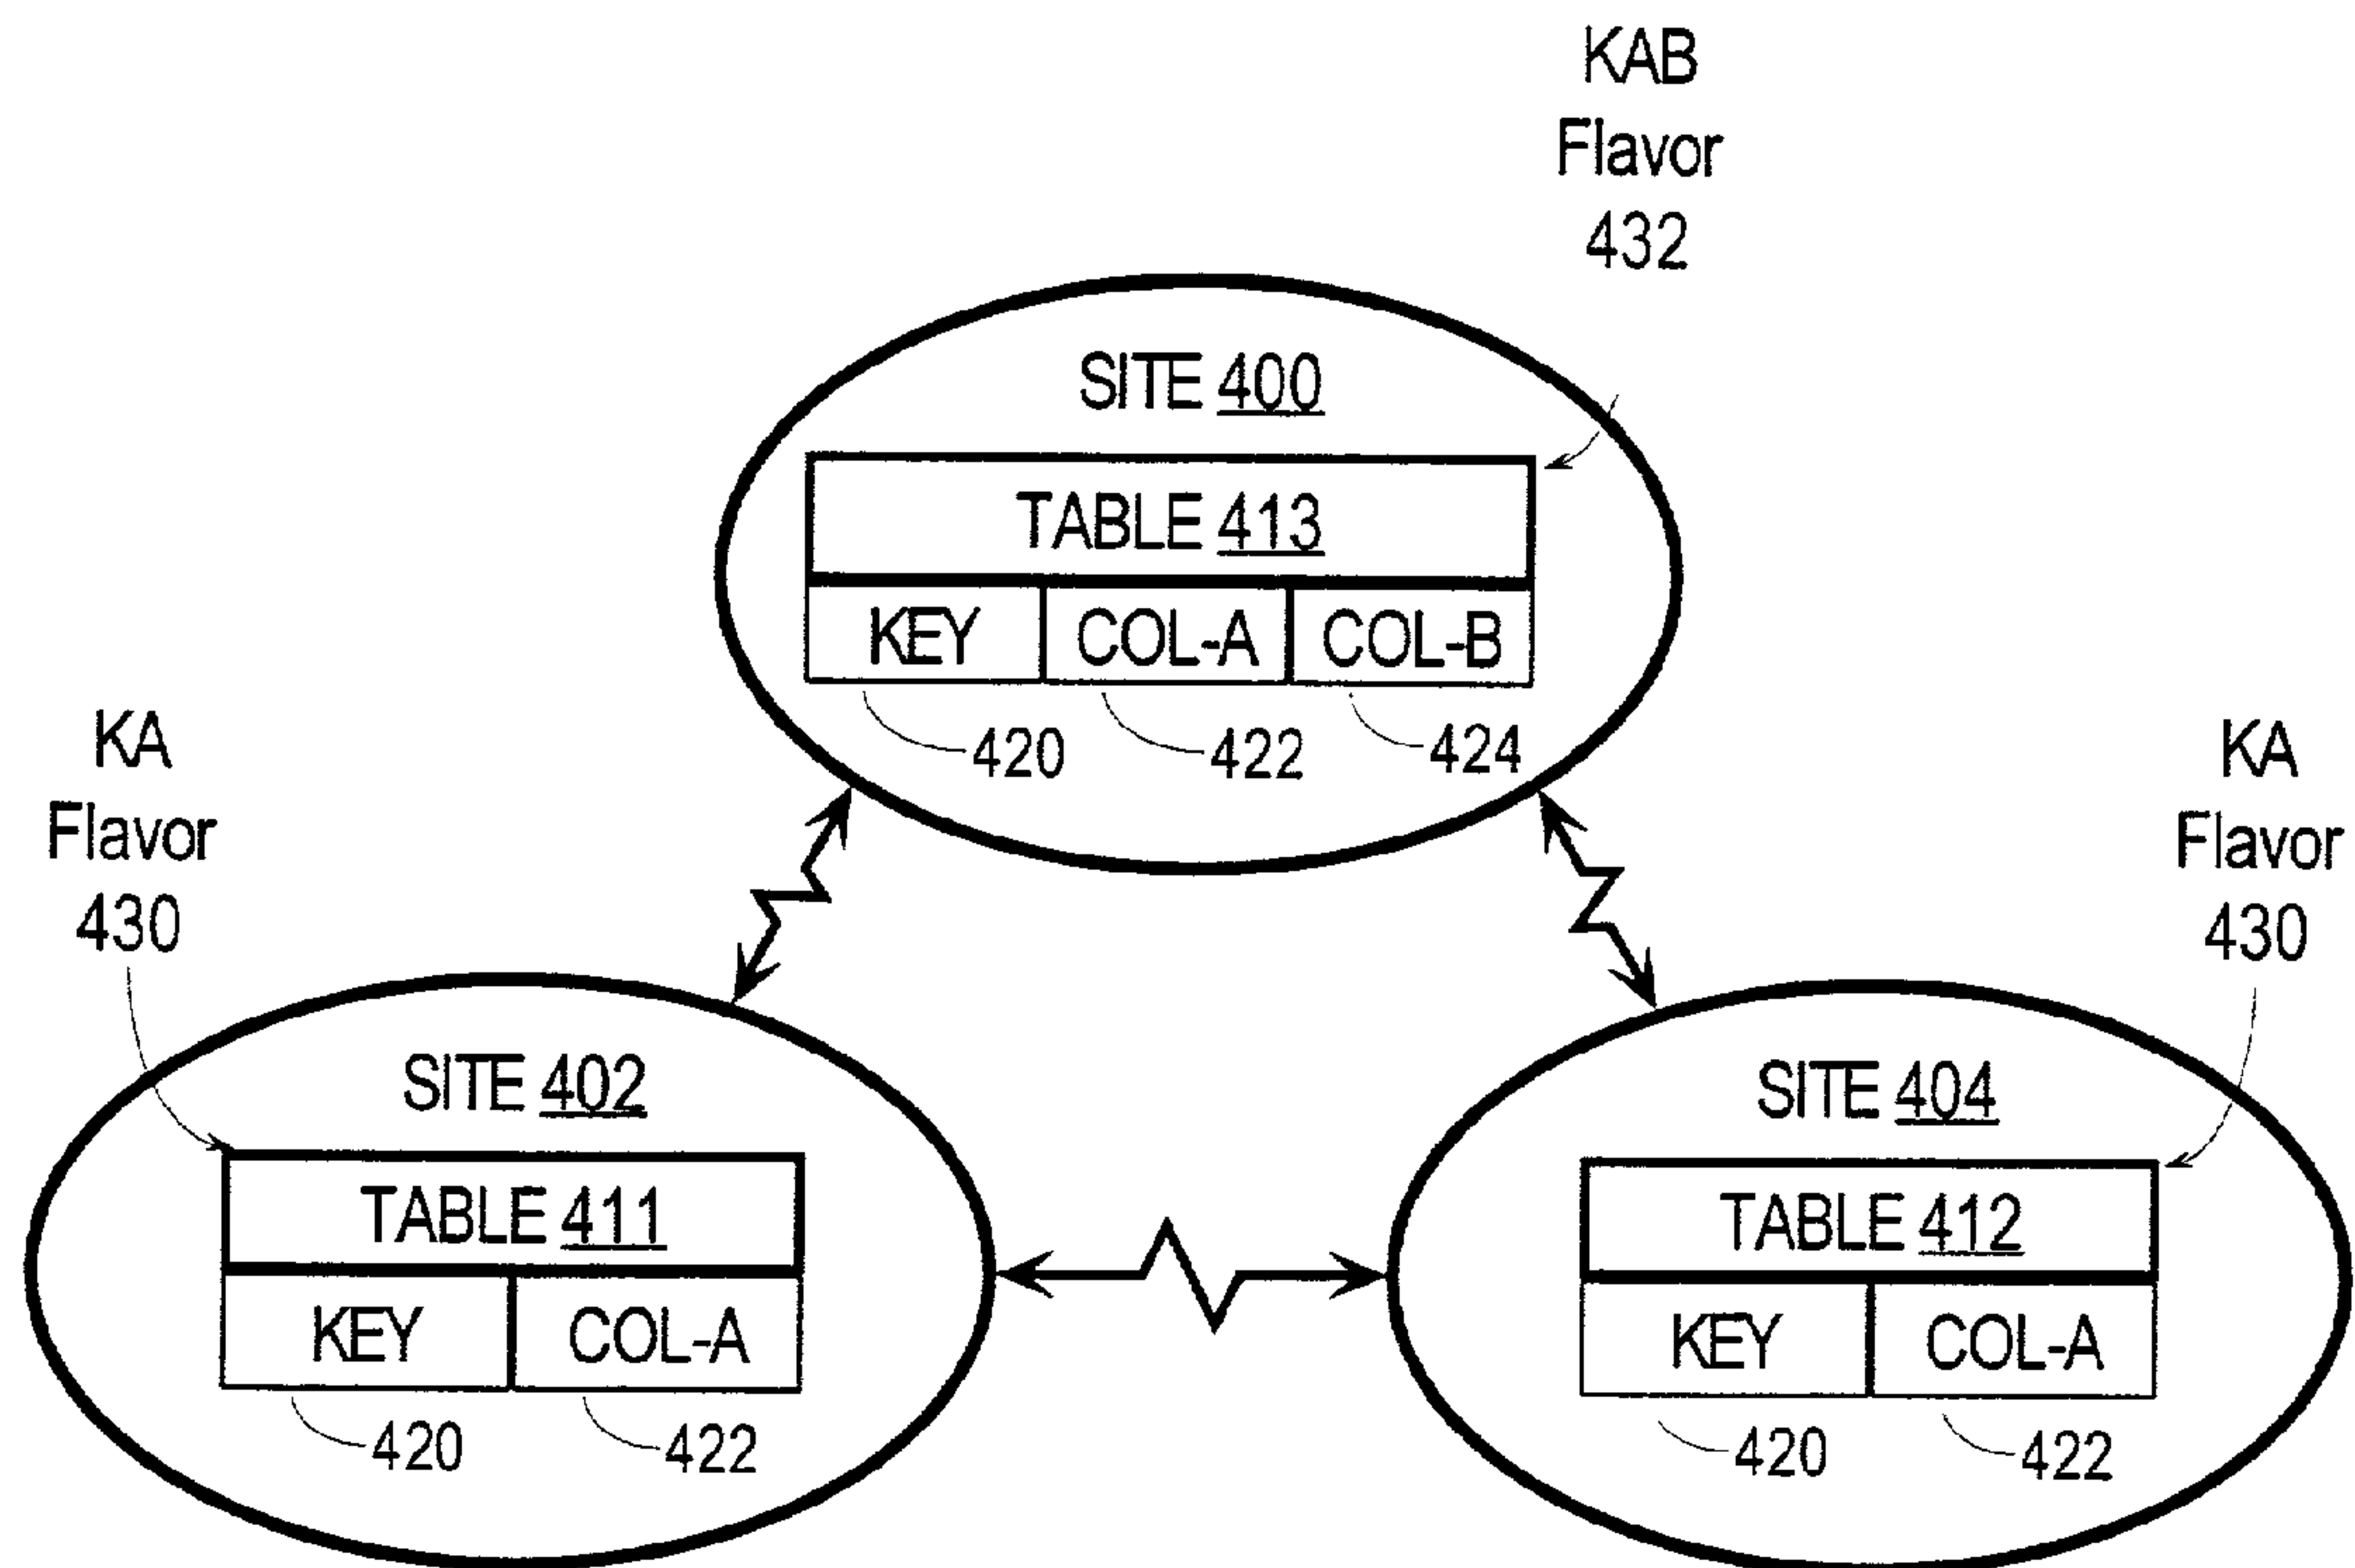 KAB
Flavor
432
SITE 400
TABLE 413
KEY COL-A COL-B
420 422 424
KA
Flavor
430
KA
Flavor
430
SITE 402
TABLE 411
KEY COL-A
420 422
SITE 404
TABLE 412
KEY COL-A
420 422